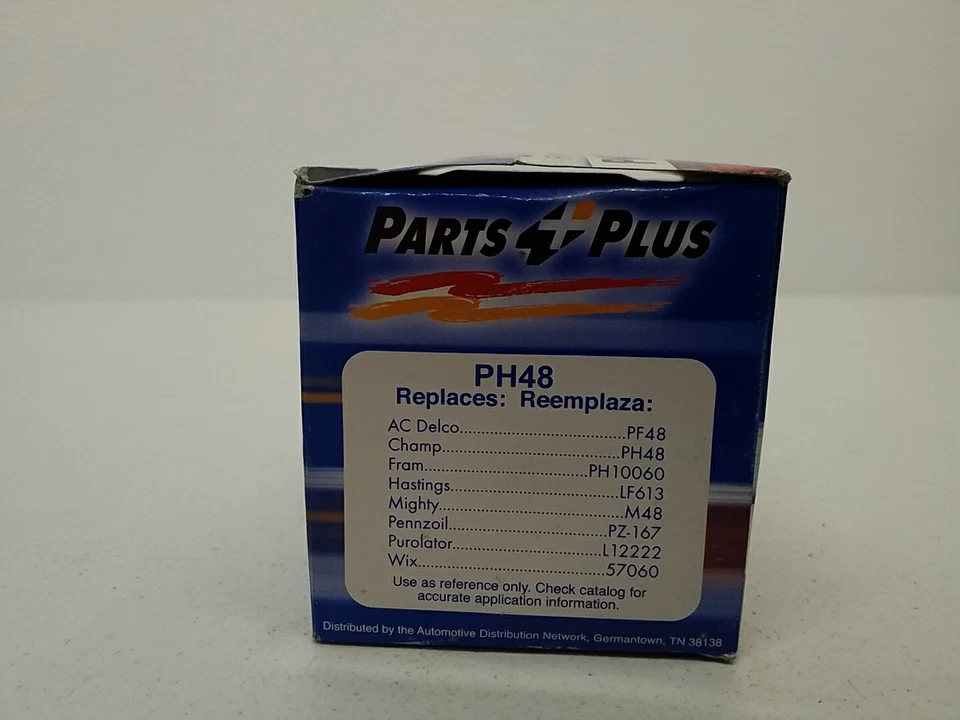 PARTS PLUS
PH48
Replaces: Reemplaza:
AC Delco........................................PF48
Champ...........................................PH48
Fram.......................................PH10060
Hastings........................................LF613
Mighty............................................M48
Pennzoil......................................PZ-167
Purolator....................................L12222
Wix.............................................57060
Use as reference only. Check catalog for
accurate application information.
Distributed by the Automotive Distribution Network, Germantown, TN 38138